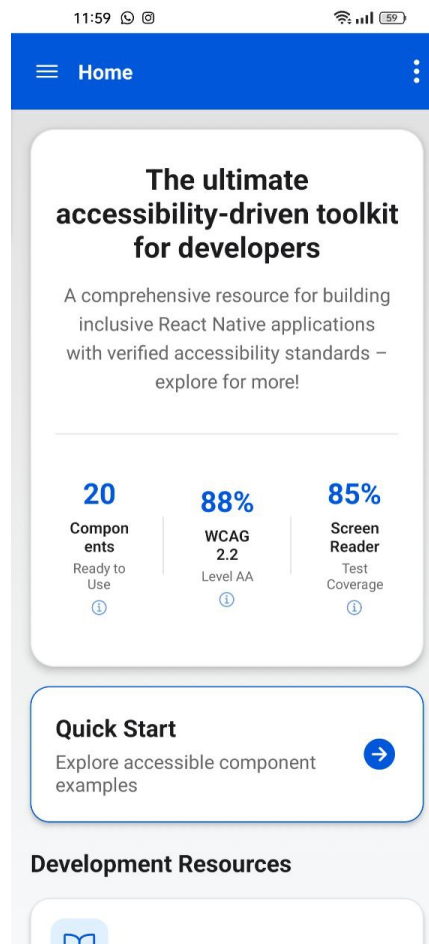 11:59
59
Home
The ultimate
accessibility-driven toolkit
for developers
A comprehensive resource for building
inclusive React Native applications
with verified accessibility standards –
explore for more!
20
Compon
ents
Ready to
Use
88%
WCAG
2.2
Level AA
85%
Screen
Reader
Test
Coverage
Quick Start
Explore accessible component
examples
Development Resources